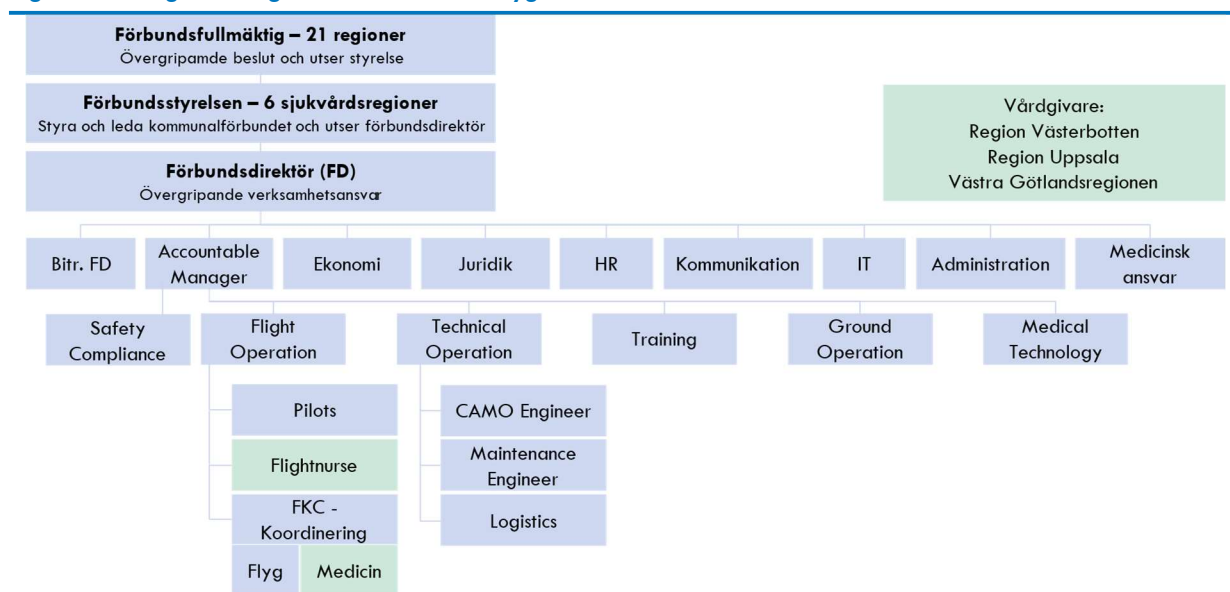 Förbundsfullmäktig – 21 regioner
Övergripamde beslut och utser styrelse
Förbundsstyrelsen – 6 sjukvårdsregioner
Styra och leda kommunalförbundet och utser förbundsdirektör
Förbundsdirektör (FD)
Övergripande verksamhetsansvar
Vårdgivare:
Region Västerbotten
Region Uppsala
Västra Götlandsregionen
Bitr. FD
Accountable
Manager
Ekonomi
Juridik
HR
Kommunikation
IT
Administration
Medicinsk
ansvar
Safety
Compliance
Flight
Operation
Technical
Operation
Training
Ground
Operation
Medical
Technology
Pilots
Flightnurse
FKC -
Koordinering
Flyg
Medicin
CAMO Engineer
Maintenance
Engineer
Logistics